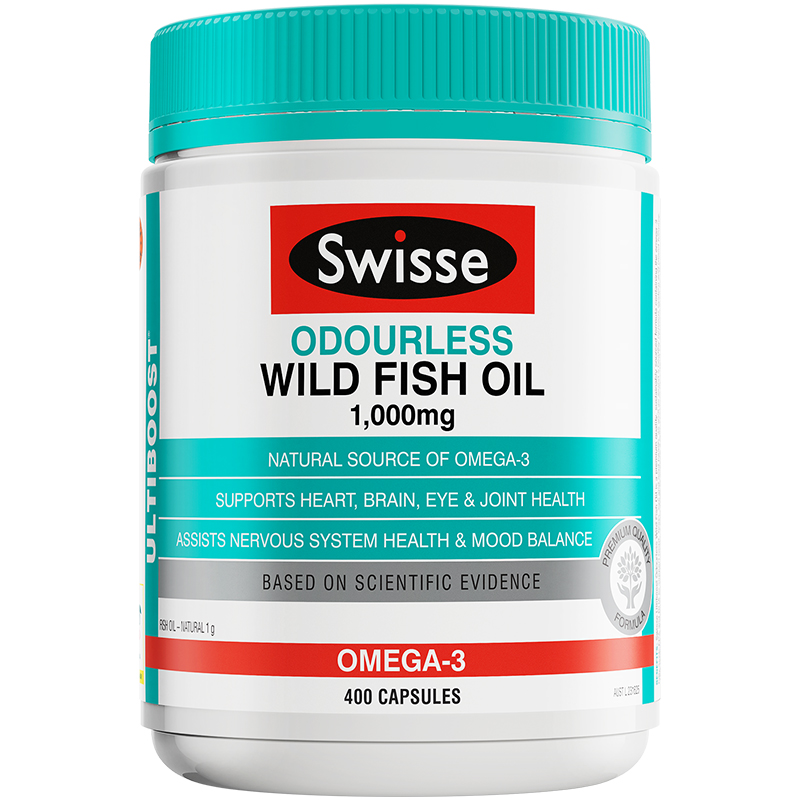 Swisse
ODOURLESS
WILD FISH OIL
1,000mg
NATURAL SOURCE OF OMEGA-3
SUPPORTS HEART, BRAIN, EYE & JOINT HEALTH
ASSISTS NERVOUS SYSTEM HEALTH & MOOD BALANCE
BASED ON SCIENTIFIC EVIDENCE
PREMIUM QUALITY
FORMULA
FISH OIL – NATURAL 1 g
OMEGA-3
400 CAPSULES
AUST L
ULTIBOOST